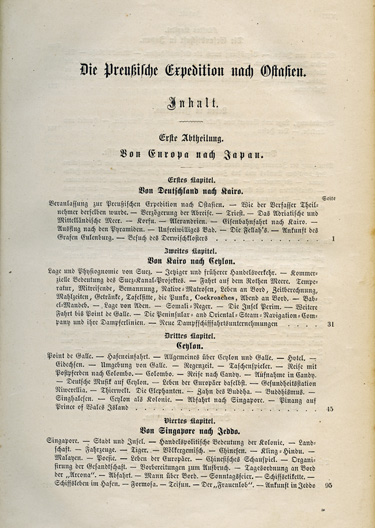 Die Preußische Expedition nach Ostasien.
Inhalt.
Erste Abtheilung.
Von Europa nach Japan.
Erstes Kapitel.
Von Deutschland nach Kairo.
Seite
Veranlassung zur Preußischen Expedition nach Ostasien. — Wie der Verfasser Theil-
nehmer derselben wurde. — Verzögerung der Abreise. — Triest. — Das Adriatische und
Mittelländische Meer. — Korfu. — Alexandrien. — Eisenbahnfahrt nach Kairo. —
Ausflug nach den Pyramiden. — Unfreiwilliges Bad. — Die Fellah's. — Ankunft des
Grafen Eulenburg. — Besuch des Derwischklosters . . . . . . . . . . . . 1
Zweites Kapitel.
Von Kairo nach Ceylon.
Lage und Physiognomie von Suez. — Jetziger und früherer Handelsverkehr. — Kommer-
zielle Bedeutung des Suez-Kanal-Projektes. — Fahrt auf dem Rothen Meere. Tempe-
ratur, Mitreisende, Bemannung, Native-Matrosen, Leben an Bord, Zeitberechnung,
Mahlzeiten, Getränke, Tafelsitte, die Punka, Cockroaches, Abend an Bord. — Bab-
el-Mandeb. — Lage von Aden. — Somali-Neger. — Die Insel Perim. — Weitere
Fahrt bis Point de Galle. — Die Peninsular- and Oriental- Steam-Navigation-Com-
pany und ihre Dampferlinien. — Neue Dampfschifffahrtsunternehmungen . . . . 31
Drittes Kapitel.
Ceylon.
Point de Galle. — Hafeneinfahrt. — Allgemeines über Ceylon und Galle. — Hotel. —
Eidechsen. — Umgebung von Galle. — Regenzeit. — Taschenspieler. — Reise mit
Postpferden nach Colombo. — Colombo. — Reise nach Kandy. — Aufnahme in Candy.
— Deutsche Musik auf Ceylon. — Leben der Europäer daselbst. — Gesundheitsstation
Niwerellia. — Thierwelt. Die Elephanten. — Zahn des Buddha. — Buddhismus. —
Singhalesen. — Ceylon als Kolonie. — Abfahrt nach Singapore. — Pinang auf
Prince of Wales Island . . . . . . . . . . . . 45
Viertes Kapitel.
Von Singapore nach Jeddo.
Singapore. — Stadt und Insel. — Handelspolitische Bedeutung der Kolonie. — Land-
schaft. — Fahrzeuge. — Tiger. — Völkergemisch. — Chinesen. — Kling. — Hindu. —
Malayen. — Poesie. — Leben der Europäer. — Chinesisches Schauspiel. — Organi-
sierung der Gesandtschaft. — Vorbereitungen zum Aufbruch. — Tagesordnung an Bord
der „Arcona". — Abfahrt. — Mann über Bord. — Sonntagsfeier. — Schiffsetikette. —
Schiffsleben im Hafen. — Formosa. — Teifun. — Der „Frauenlob". — Ankunft in Jeddo 95